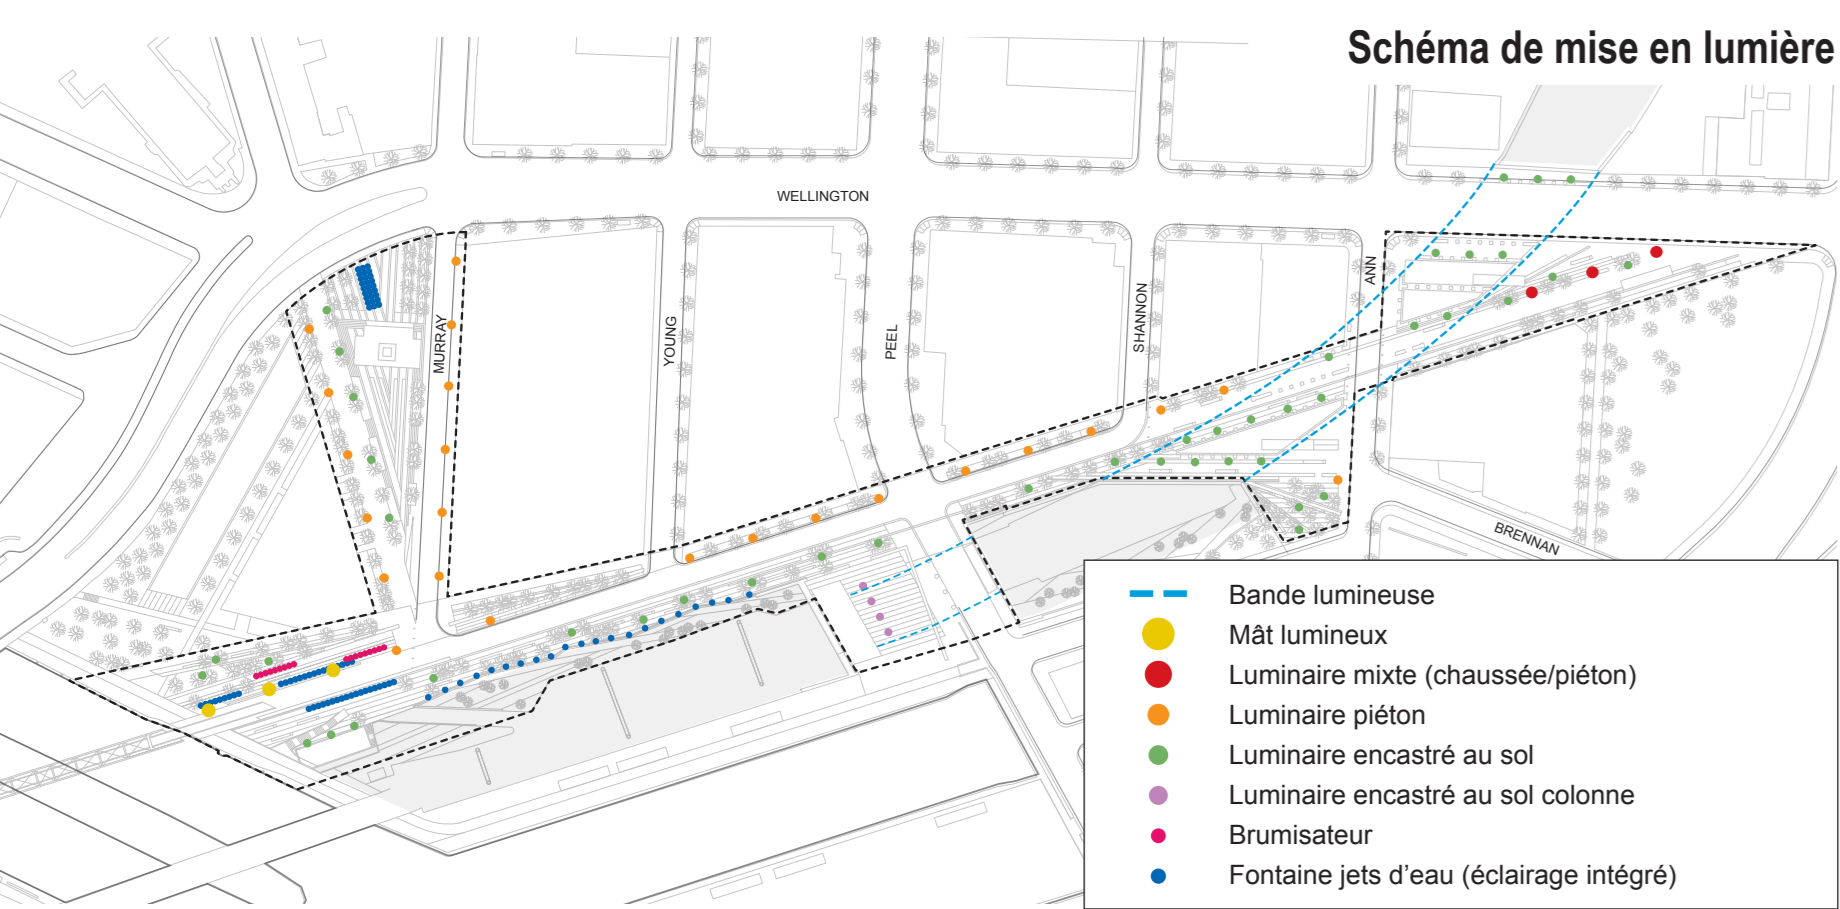 Schéma de mise en lumière
WELLINGTON
MURRAY
YOUNG
PEEL
SHANNON
ANN
BRENNAN
Bande lumineuse
Mât lumineux
Luminaire mixte (chaussée/piéton)
Luminaire piéton
Luminaire encastré au sol
Luminaire encastré au sol colonne
Brumisateur
Fontaine jets d'eau (éclairage intégré)